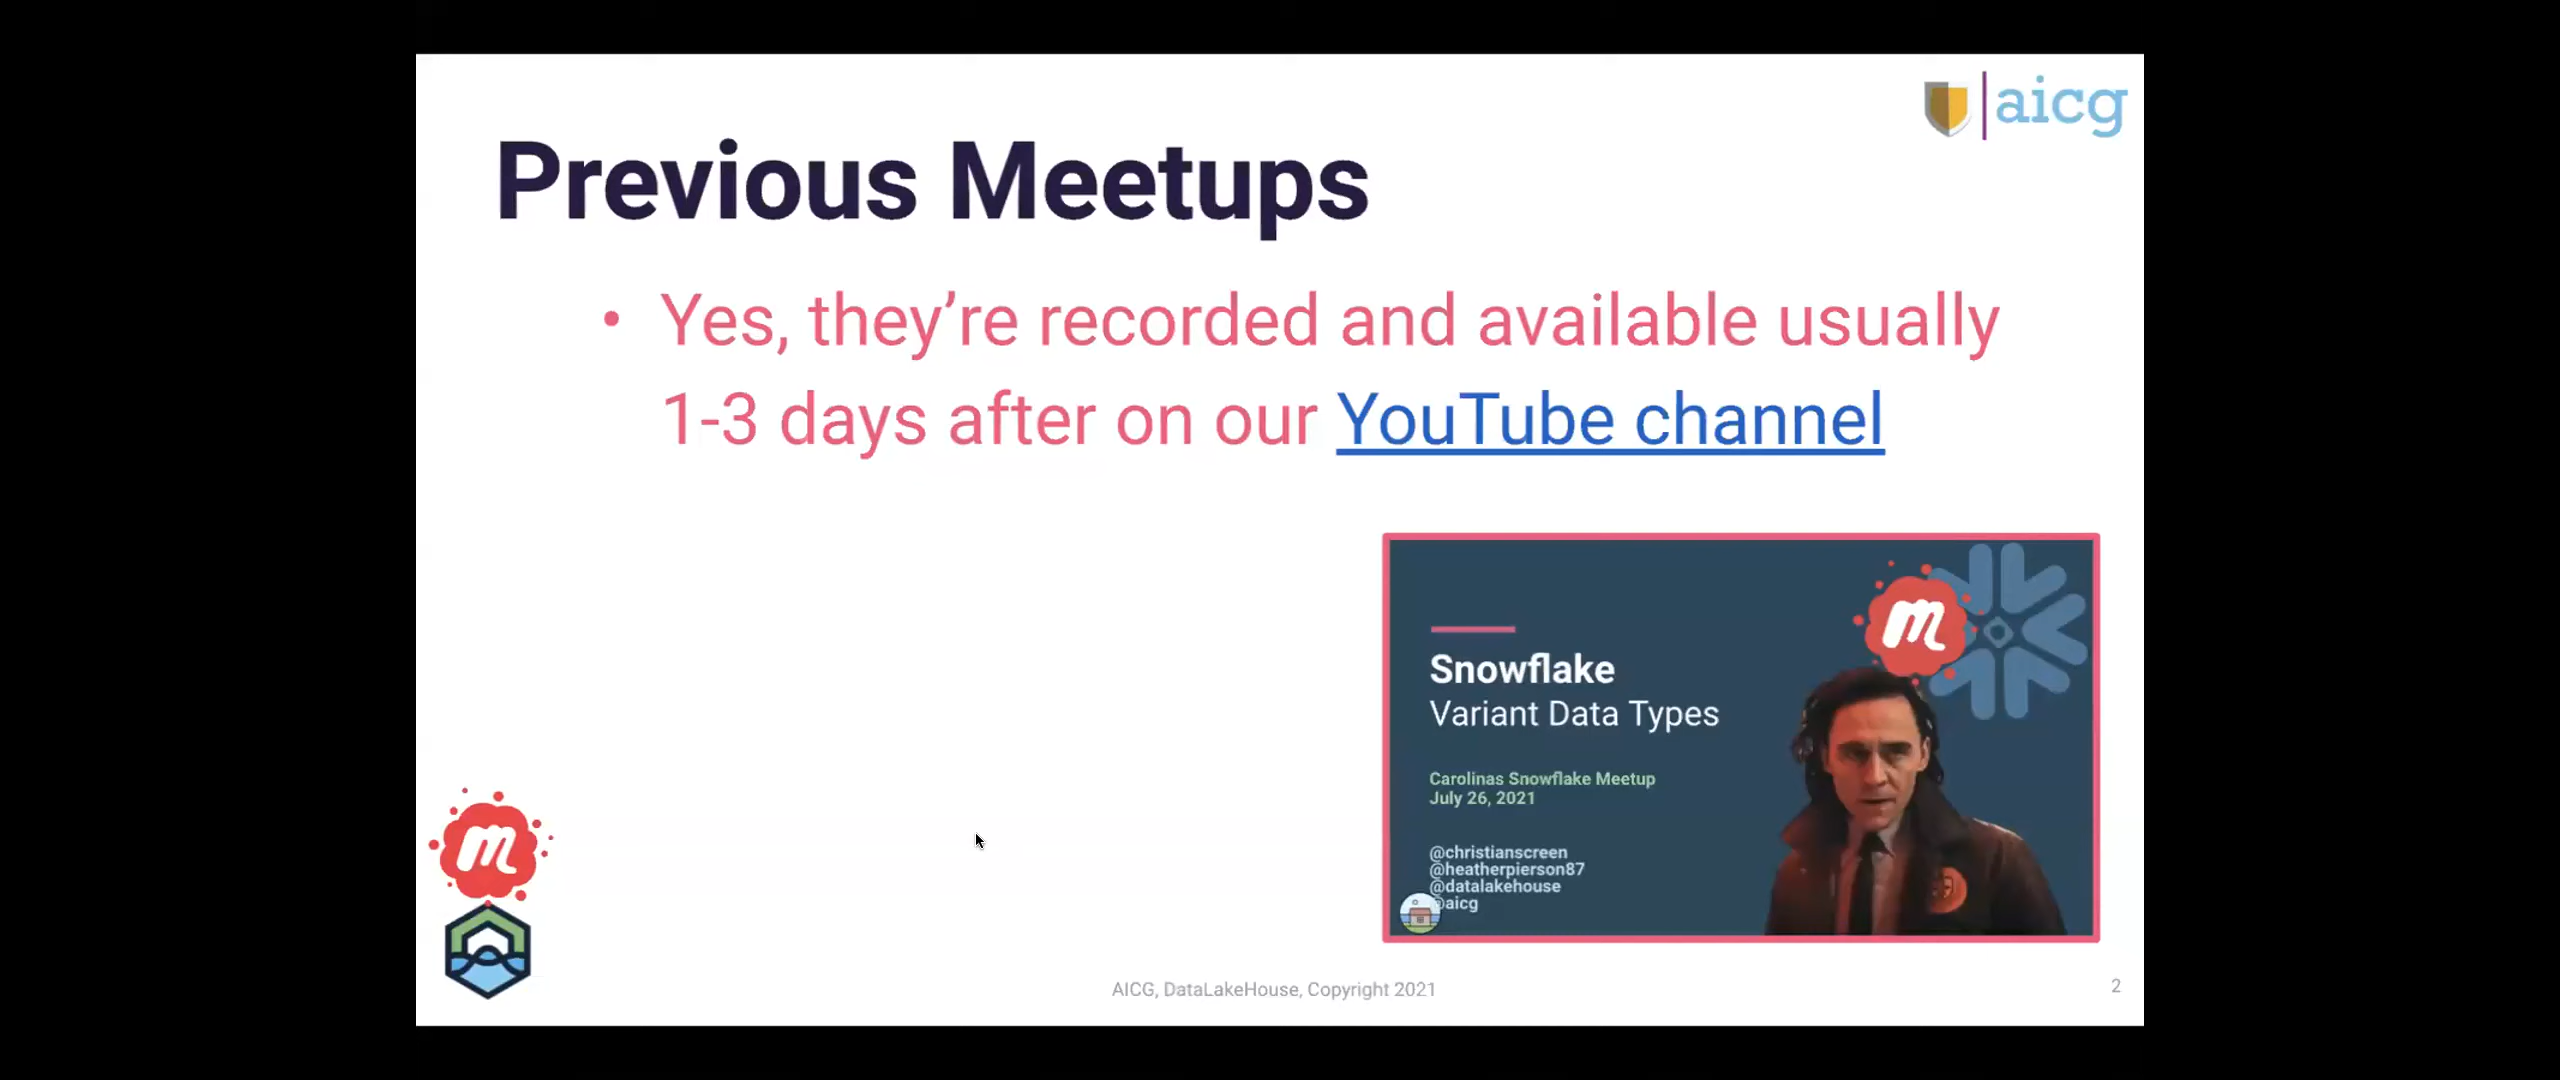 aicg
Previous Meetups
• Yes, they’re recorded and available usually
1-3 days after on our YouTube channel
m
Snowflake
Variant Data Types
Carolinas Snowflake Meetup
July 26, 2021
@christianscreen
@heatherpierson87
@datalakehouse
@aicg
m
AICG, DataLakeHouse, Copyright 2021
2